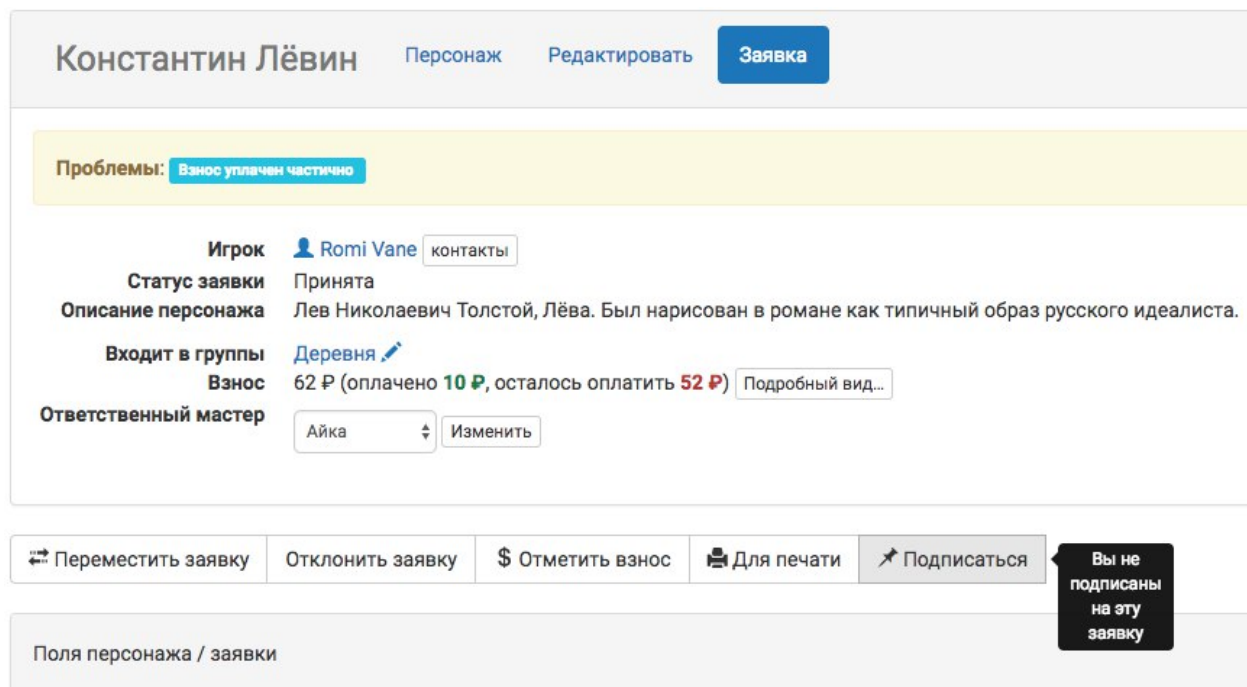 Константин Лёвин Персонаж Редактировать Заявка
Проблемы: Взнос уплачен частично
Игрок Romi Vane контакты
Статус заявки Принята
Описание персонажа Лев Николаевич Толстой, Лёва. Был нарисован в романе как типичный образ русского идеалиста.
Входит в группы Деревня
Взнос 62 ₽ (оплачено 10 ₽, осталось оплатить 52 ₽) Подробный вид...
Ответственный мастер Айка Изменить
Переместить заявку Отклонить заявку $ Отметить взнос Для печати Подписаться
Вы не
подписаны
на эту
заявку
Поля персонажа / заявки